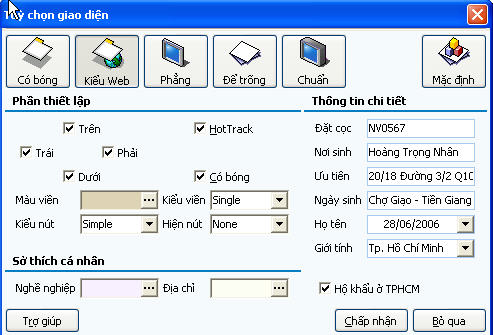 Tuỳ chọn giao diện
Có bóng Kiểu Web Phẳng Để trống Chuẩn Mặc định
Phần thiết lập Thông tin chi tiết
Trên HotTrack Đặt cọc NV0567
Trái Phải Nơi sinh Hoàng Trọng Nhân
Dưới Có bóng Ưu tiên 20/18 Đường 3/2 Q10
Màu viền ... Kiểu viền Single Ngày sinh Chợ Giạo - Tiền Giang
Kiểu nút Simple Hiện nút None Họ tên 28/06/2006
Giới tính Tp. Hồ Chí Minh
Sở thích cá nhân
Nghề nghiệp ... Địa chỉ ... Hộ khẩu ở TPHCM
Trợ giúp Chấp nhận Bỏ qua